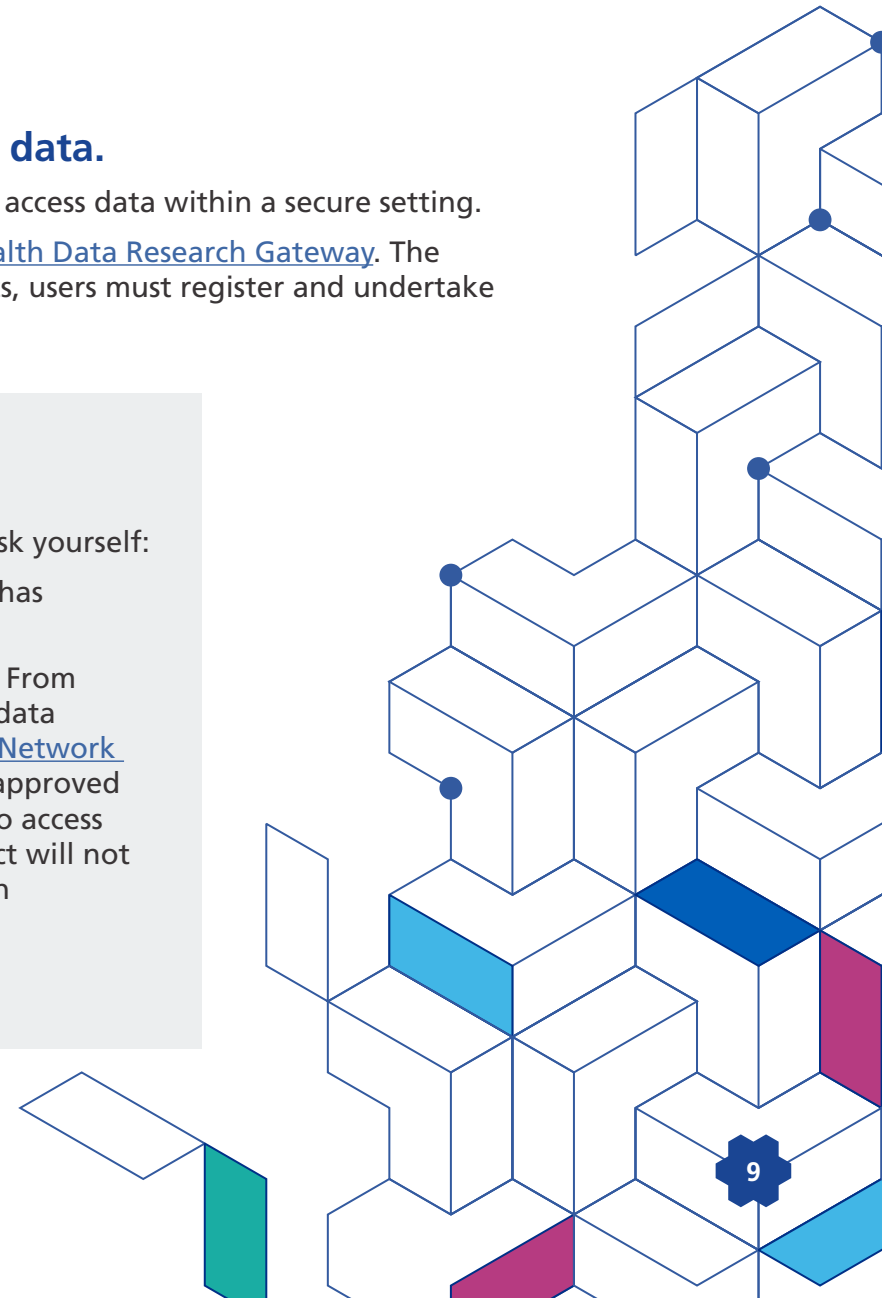 data.
access data within a secure setting.
alth Data Research Gateway. The
s, users must register and undertake
sk yourself:
has
From
data
Network
approved
o access
ct will not
n
9